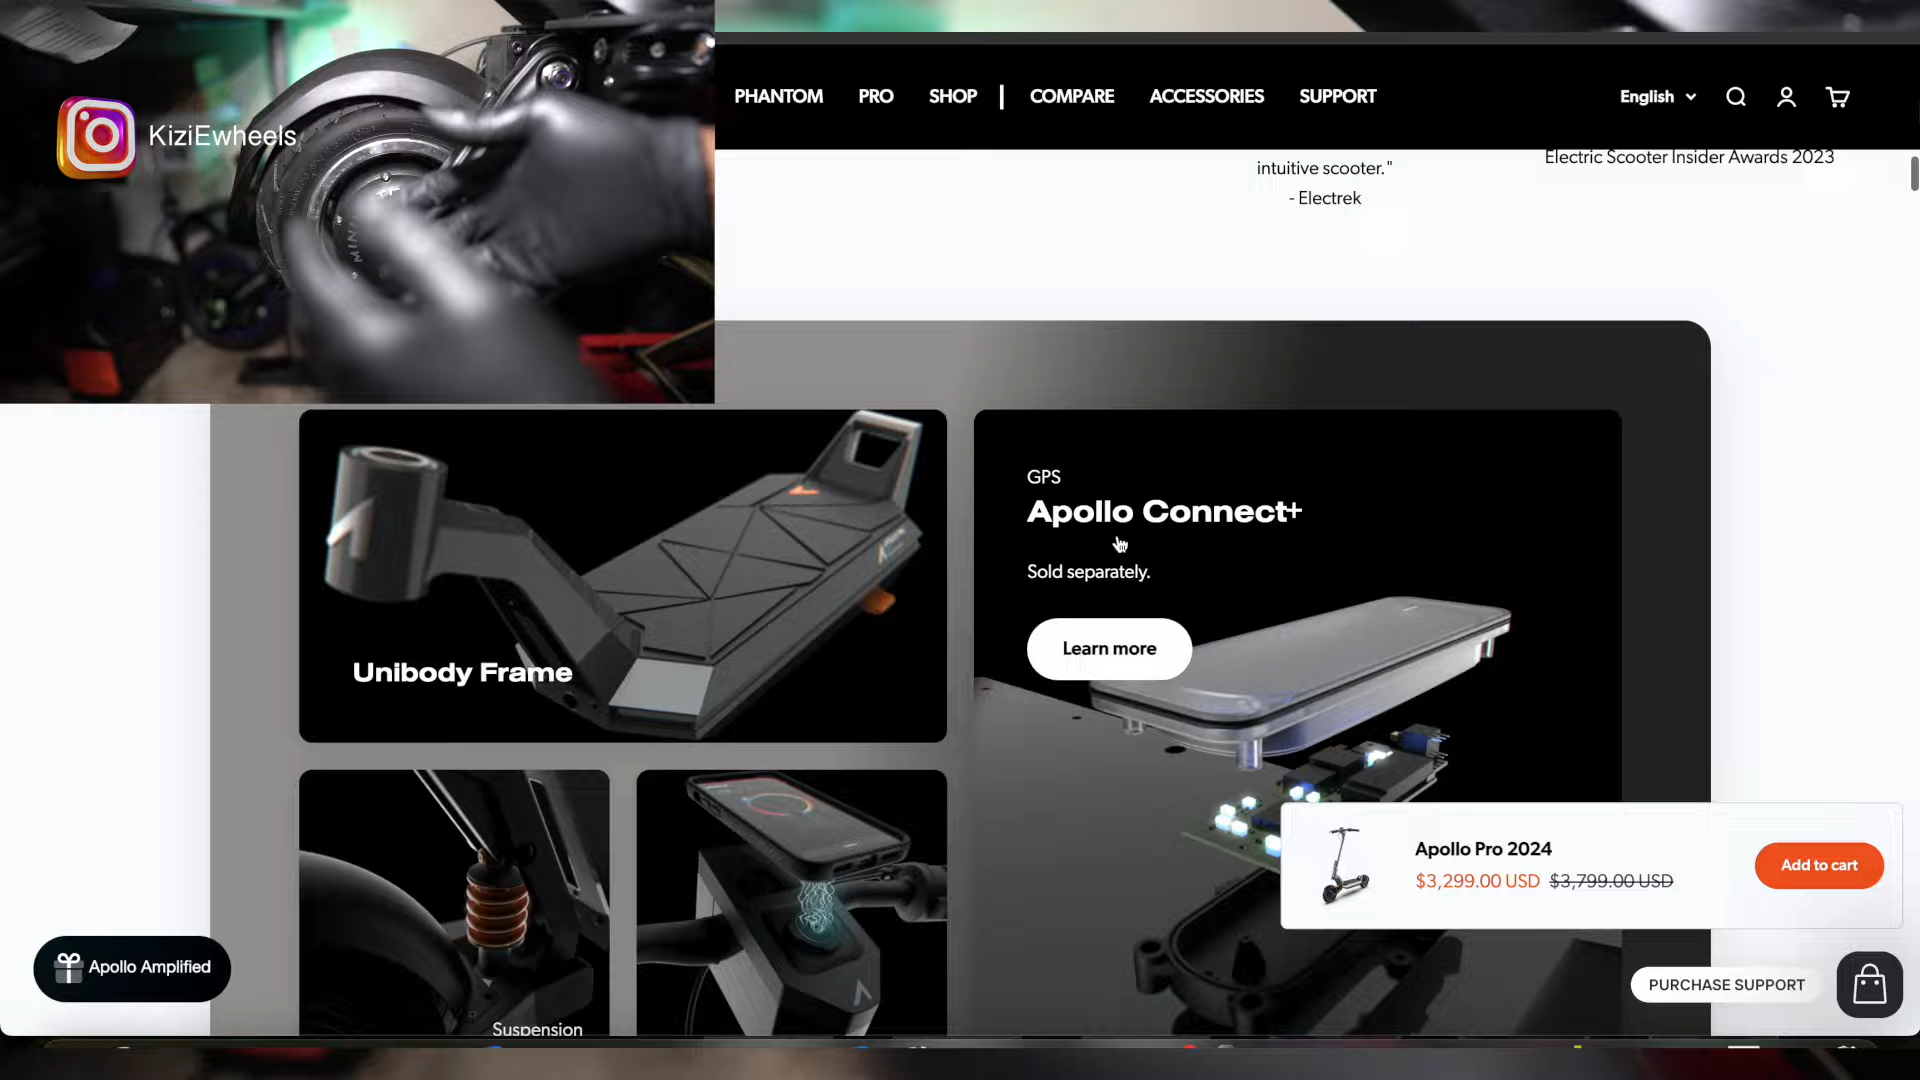 KiziEwheels
PHANTOM PRO SHOP | COMPARE ACCESSORIES SUPPORT
English
intuitive scooter."
- Electrek
Electric Scooter Insider Awards 2023
Unibody Frame
GPS
Apollo Connect+
Sold separately.
Learn more
Suspension
Apollo Pro 2024
$3,299.00 USD $3,799.00 USD
Add to cart
Apollo Amplified
PURCHASE SUPPORT